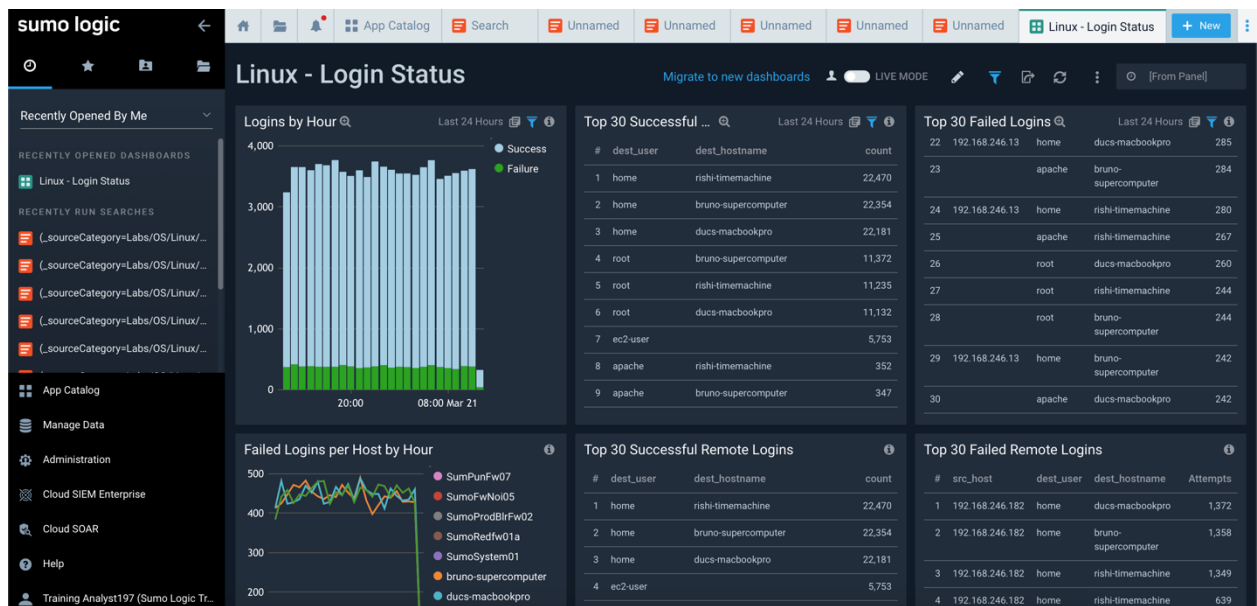 sumo logic
App Catalog
Search
Unnamed
Unnamed
Unnamed
Unnamed
Unnamed
Linux - Login Status
+ New
Recently Opened By Me
RECENTLY OPENED DASHBOARDS
Linux - Login Status
RECENTLY RUN SEARCHES
(_sourceCategory=Labs/OS/Linux/...
(_sourceCategory=Labs/OS/Linux/...
(_sourceCategory=Labs/OS/Linux/...
(_sourceCategory=Labs/OS/Linux/...
(_sourceCategory=Labs/OS/Linux/...
App Catalog
Manage Data
Administration
Cloud SIEM Enterprise
Cloud SOAR
Help
Training Analyst197 (Sumo Logic Tr...
Linux - Login Status
Migrate to new dashboards
LIVE MODE
[From Panel]
Logins by Hour
Last 24 Hours
4,000
3,000
2,000
1,000
0
20:00
08:00 Mar 21
Success
Failure
Top 30 Successful ...
Last 24 Hours
# dest_user dest_hostname count
1 home rishi-timemachine 22,470
2 home bruno-supercomputer 22,354
3 home ducs-macbookpro 22,181
4 root bruno-supercomputer 11,372
5 root rishi-timemachine 11,235
6 root ducs-macbookpro 11,132
7 ec2-user 5,753
8 apache rishi-timemachine 352
9 apache bruno-supercomputer 347
Top 30 Failed Logins
Last 24 Hours
22 192.168.246.13 home ducs-macbookpro 285
23 apache bruno-
supercomputer 284
24 192.168.246.13 home rishi-timemachine 280
25 apache rishi-timemachine 267
26 root ducs-macbookpro 260
27 root rishi-timemachine 244
28 root bruno-
supercomputer 244
29 192.168.246.13 home bruno-
supercomputer 242
30 apache ducs-macbookpro 242
Failed Logins per Host by Hour
500
400
300
200
SumPunFw07
SumoFwNoi05
SumoProdBlrFw02
SumoRedfw01a
SumoSystem01
bruno-supercomputer
ducs-macbookpro
Top 30 Successful Remote Logins
# dest_user dest_hostname count
1 home rishi-timemachine 22,470
2 home bruno-supercomputer 22,354
3 home ducs-macbookpro 22,181
4 ec2-user 5,753
Top 30 Failed Remote Logins
# src_host dest_user dest_hostname Attempts
1 192.168.246.182 home ducs-macbookpro 1,372
2 192.168.246.182 home bruno-
supercomputer 1,358
3 192.168.246.182 home rishi-timemachine 1,349
4 192.168.246.182 home rishi-timemachine 639